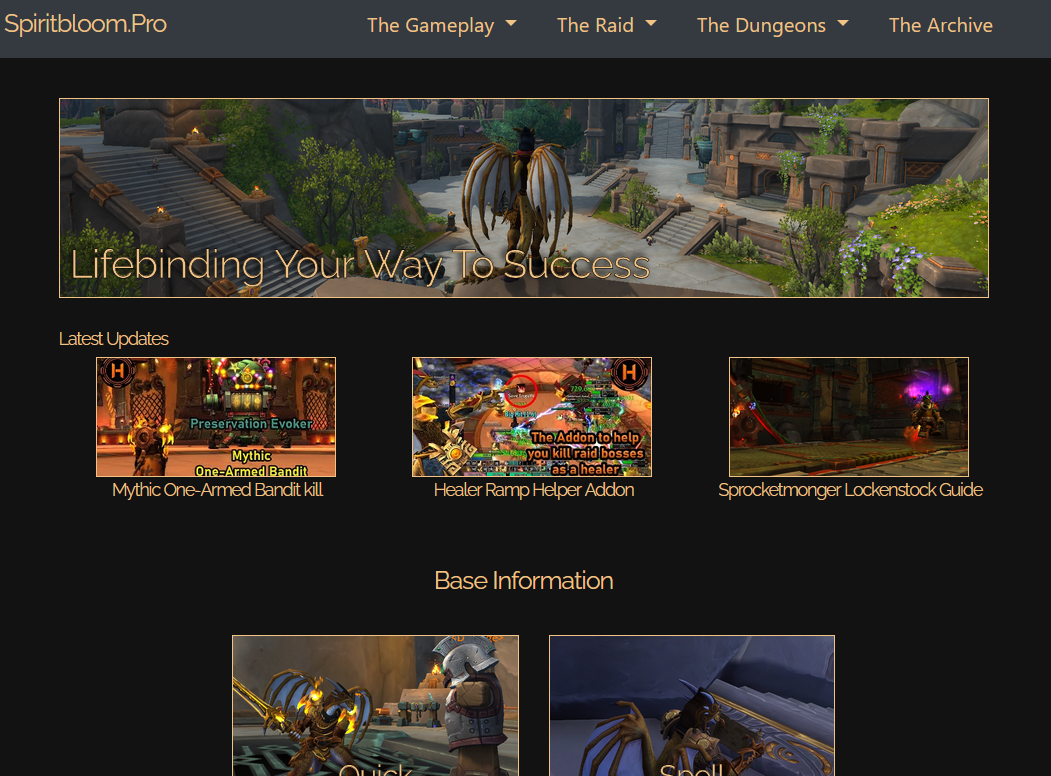 Spiritbloom.Pro
The Gameplay
The Raid
The Dungeons
The Archive
Lifebinding Your Way To Success
Latest Updates
H
Preservation Evoker
Mythic
One-Armed Bandit
Mythic One-Armed Bandit kill
H
The Addon to help
you kill raid bosses
as a healer
Healer Ramp Helper Addon
Sprocketmonger Lockenstock Guide
Base Information
Quick
Spell